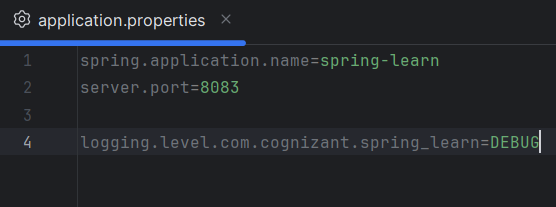 application.properties
1 spring.application.name=spring-learn
2 server.port=8083
3
4 logging.level.com.cognizant.spring_learn=DEBUG